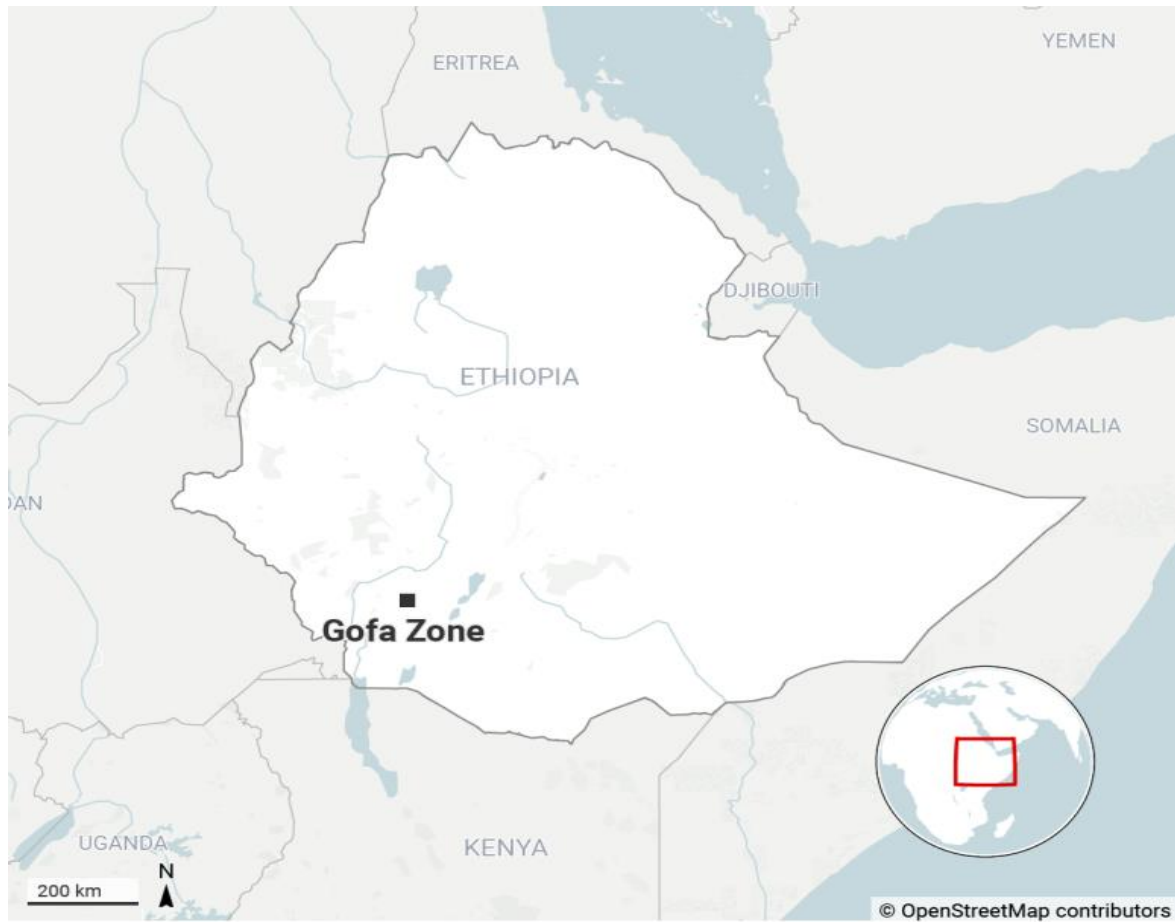 YEMEN
ERITREA
DJIBOUTI
ETHIOPIA
SOMALIA
DAN
Gofa Zone
UGANDA
KENYA
N
200 km
© OpenStreetMap contributors